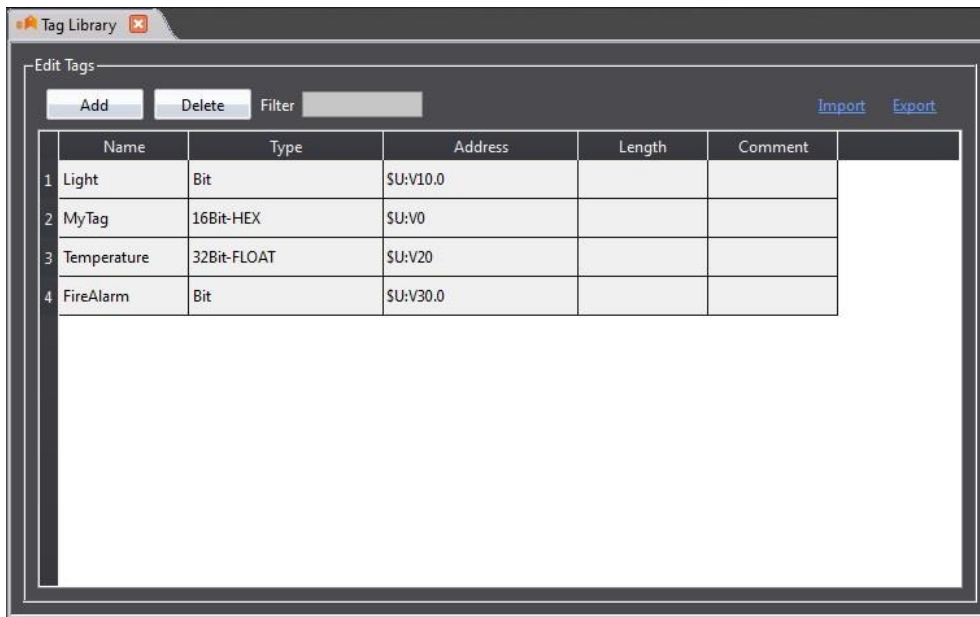 Tag Library
Edit Tags
Add Delete Filter Import Export
Name Type Address Length Comment
1 Light Bit $U:V10.0
2 MyTag 16Bit-HEX $U:V0
3 Temperature 32Bit-FLOAT $U:V20
4 FireAlarm Bit $U:V30.0